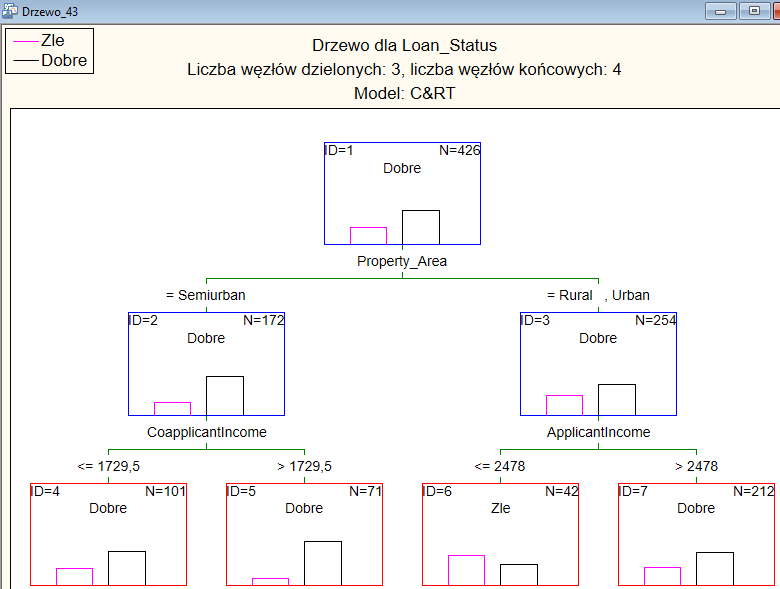 Drzewo_43
Zle
Dobre
Drzewo dla Loan_Status
Liczba węzłów dzielonych: 3, liczba węzłów końcowych: 4
Model: C&RT
ID=1 N=426
Dobre
Property_Area
= Semiurban = Rural , Urban
ID=2 N=172 ID=3 N=254
Dobre Dobre
CoapplicantIncome ApplicantIncome
<= 1729,5 > 1729,5 <= 2478 > 2478
ID=4 N=101 ID=5 N=71 ID=6 N=42 ID=7 N=212
Dobre Dobre Zle Dobre